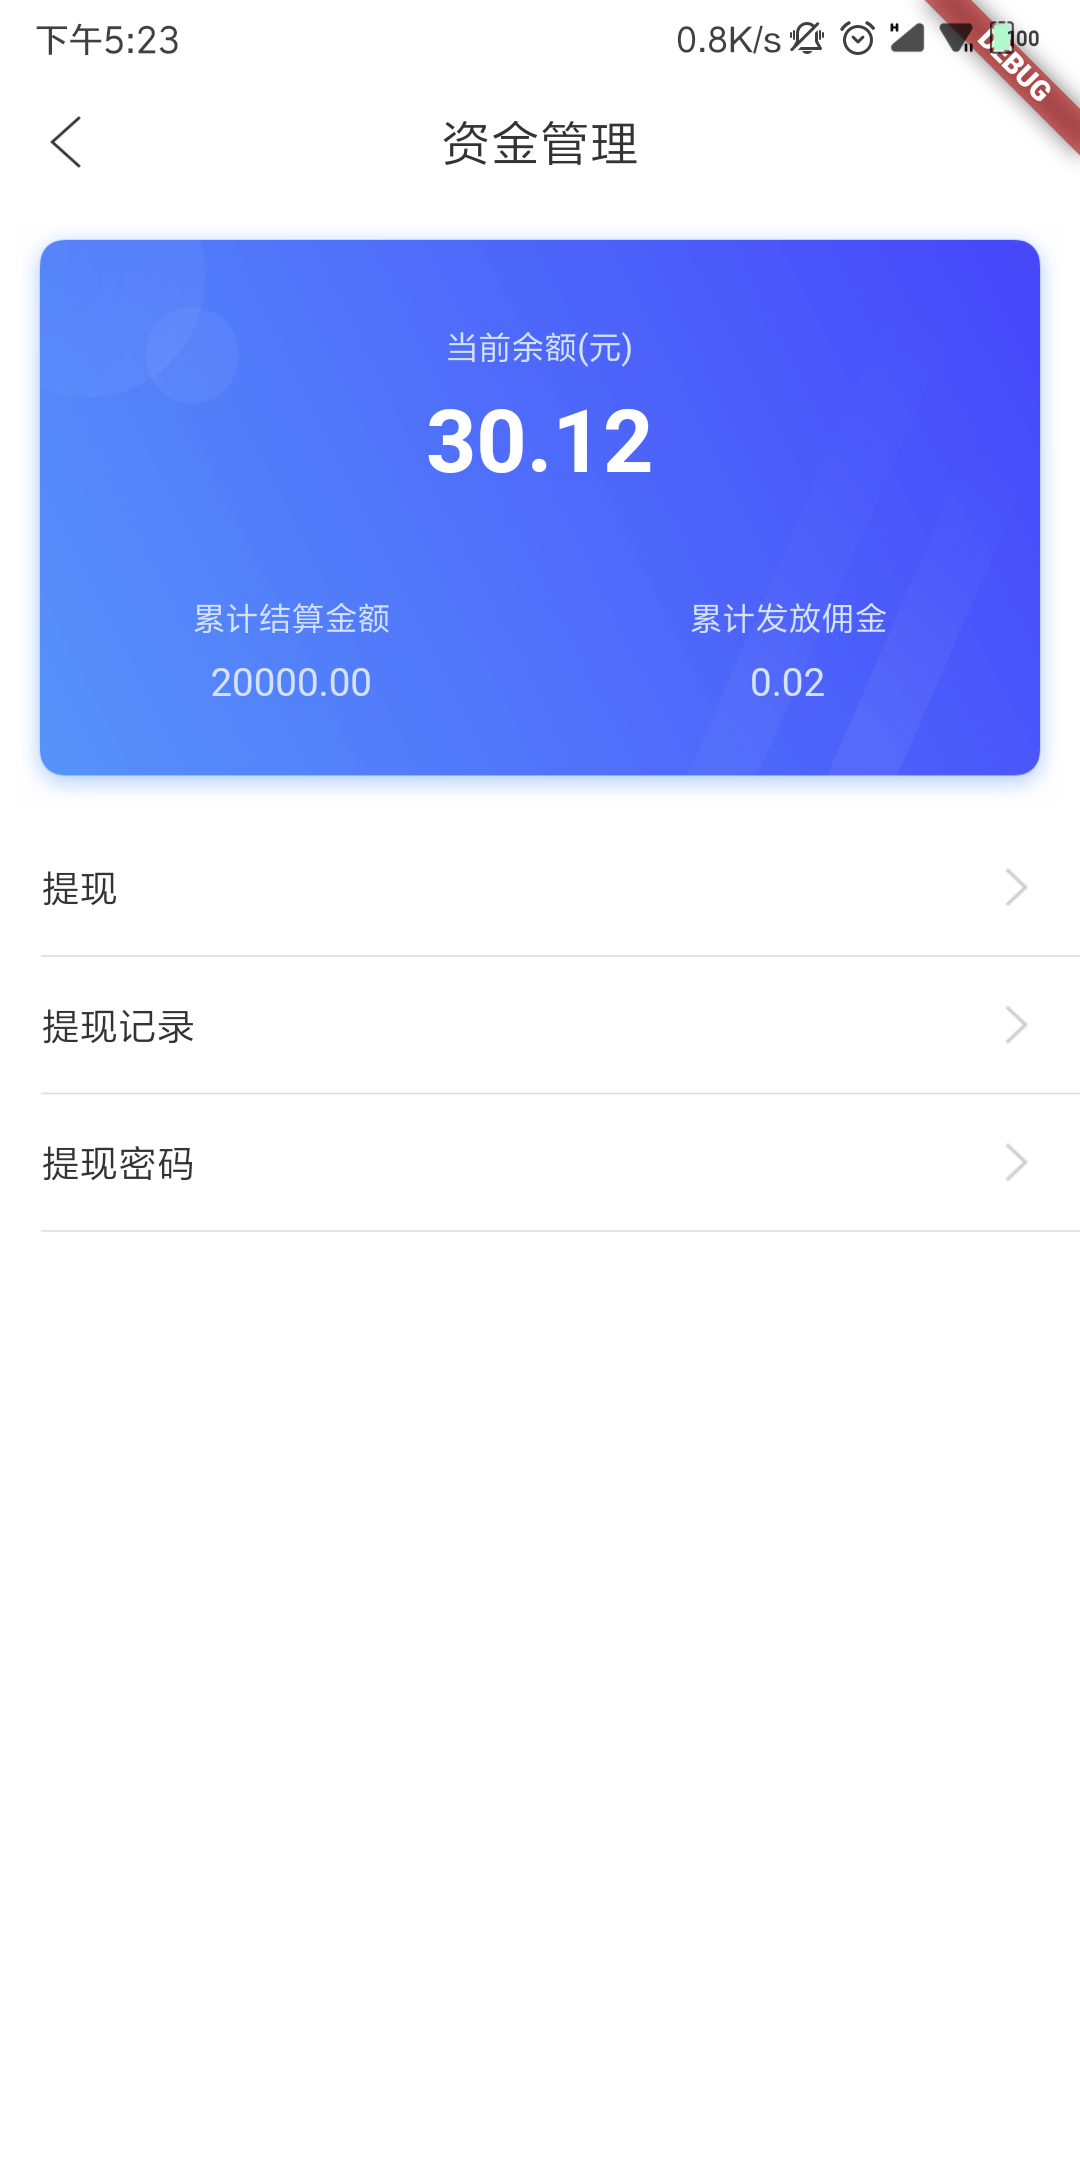 下午5:23
0.8K/s
H
100
DEBUG
资金管理
当前余额(元)
30.12
累计结算金额
累计发放佣金
20000.00
0.02
提现
提现记录
提现密码